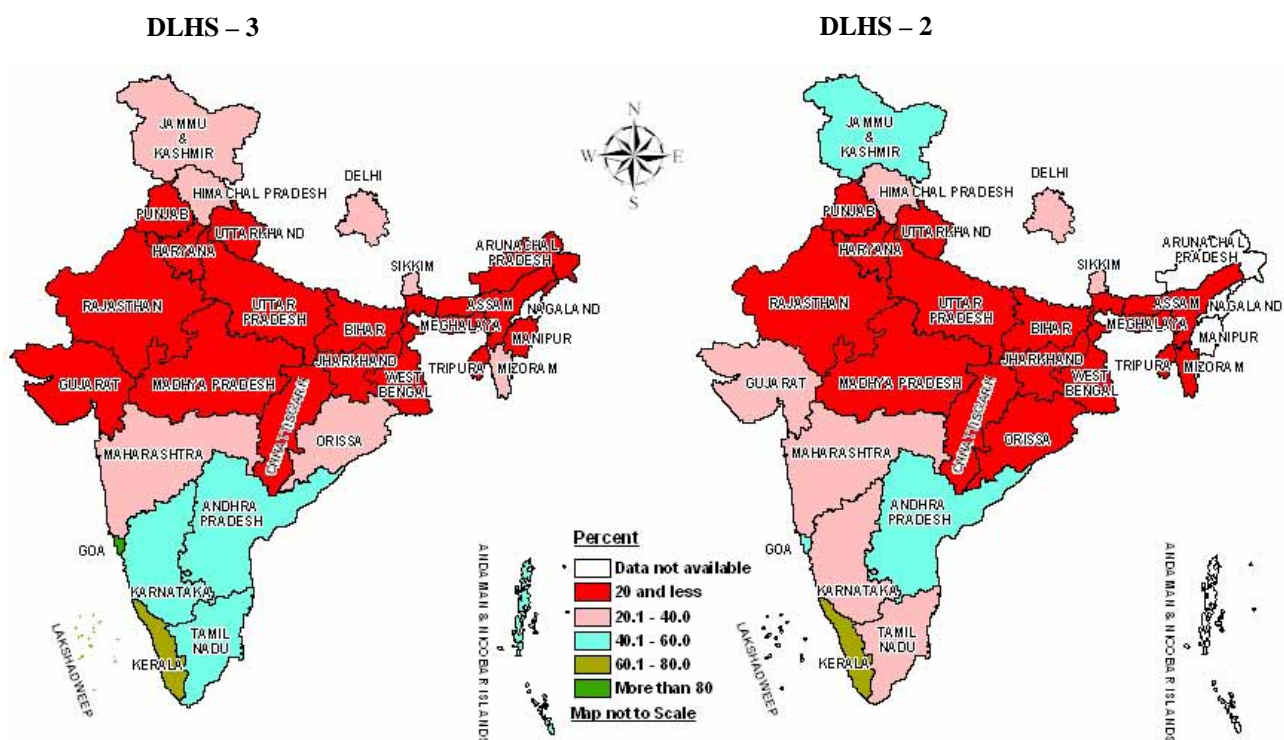 DLHS – 3
DLHS – 2
JAMMU
&
KASHMIR
HIMACHAL PRADESH
PUNJAB
UTTARKHAND
HARYANA
DELHI
RAJASTHAN
UTTAR
PRADESH
BIHAR
SIKKIM
ARUNACHAL
PRADESH
ASSAM
NAGALAND
MEGHALAYA
MANIPUR
TRIPURA
MIZORAM
JHARKHAND
WEST
BENGAL
GUJARAT
MADHYA PRADESH
CHHATTISGARH
ORISSA
MAHARASHTRA
ANDHRA
PRADESH
GOA
KARNATAKA
TAMIL
NADU
KERALA
LAKSHADWEEP
ANDAMAN & NICOBAR ISLANDS
N
W
E
S
Percent
Data not available
20 and less
20.1 - 40.0
40.1 - 60.0
60.1 - 80.0
More than 80
Map not to Scale
JAMMU
&
KASHMIR
HIMACHAL PRADESH
PUNJAB
UTTARKHAND
HARYANA
DELHI
RAJASTHAN
UTTAR
PRADESH
BIHAR
SIKKIM
ARUNACHAL
PRADESH
ASSAM
NAGALAND
MEGHALAYA
MANIPUR
TRIPURA
MIZORAM
JHARKHAND
WEST
BENGAL
GUJARAT
MADHYA PRADESH
CHHATTISGARH
ORISSA
MAHARASHTRA
ANDHRA
PRADESH
GOA
KARNATAKA
TAMIL
NADU
KERALA
LAKSHADWEEP
ANDAMAN & NICOBAR ISLANDS